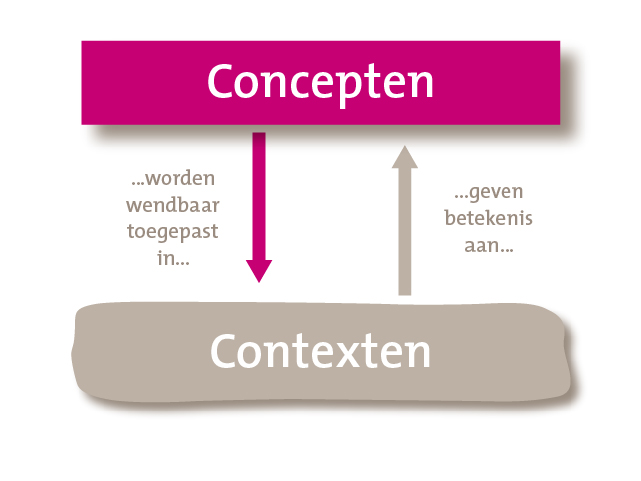 Concepten
...worden
wendbaar
toegepast
in...
...geven
betekenis
aan...
Contexten